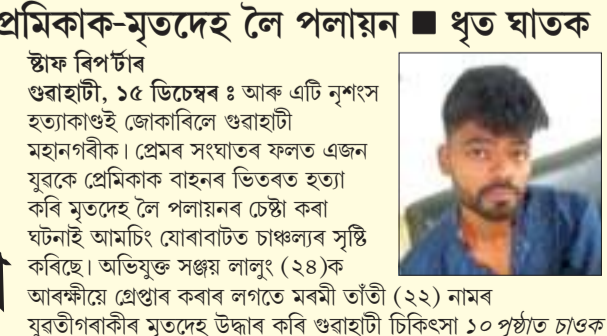 প্ৰেমিকাক-মৃতদেহ লৈ পলায়ন ■ ধৃত ঘাতক
ষ্টাফ ৰিপৰ্টাৰ
গুৱাহাটী, ১৫ ডিচেম্বৰ ঃ আৰু এটি নৃশংস
হত্যাকাণ্ডই জোকাৰিলে গুৱাহাটী
মহানগৰীক। প্ৰেমৰ সংঘাতৰ ফলত এজন
যুৱকে প্ৰেমিকাক বাহনৰ ভিতৰত হত্যা
কৰি মৃতদেহ লৈ পলায়নৰ চেষ্টা কৰা
ঘটনাই আমচিং যোৰাবাটত চাঞ্চল্যৰ সৃষ্টি
কৰিছে। অভিযুক্ত সঞ্জয় লালুং (২৪)ক
আৰক্ষীয়ে গ্ৰেপ্তাৰ কৰাৰ লগতে মৰমী তাঁতী (২২) নামৰ
যুৱতীগৰাকীৰ মৃতদেহ উদ্ধাৰ কৰি গুৱাহাটী চিকিৎসা ১০ পৃষ্ঠাত চাওক